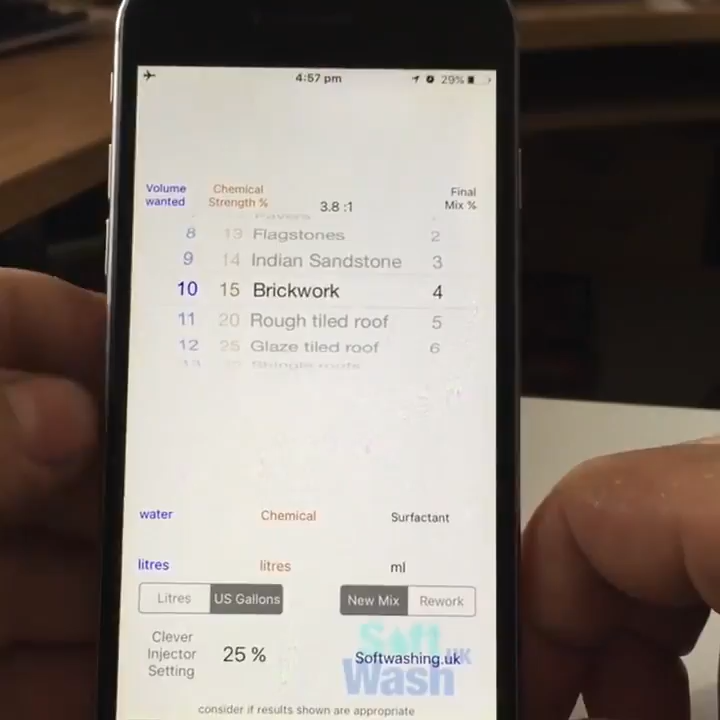 4:57 pm 29%
Volume Chemical Final
wanted Strength % 3.8 :1 Mix %
Pavers
8 13 Flagstones 2
9 14 Indian Sandstone 3
10 15 Brickwork 4
11 20 Rough tiled roof 5
12 25 Glaze tiled roof 6
13 Shingle roofs
water Chemical Surfactant
litres litres ml
Litres US Gallons New Mix Rework
Clever
Injector
Setting
25 %
Soft UK
Wash
Softwashing.uk
consider if results shown are appropriate